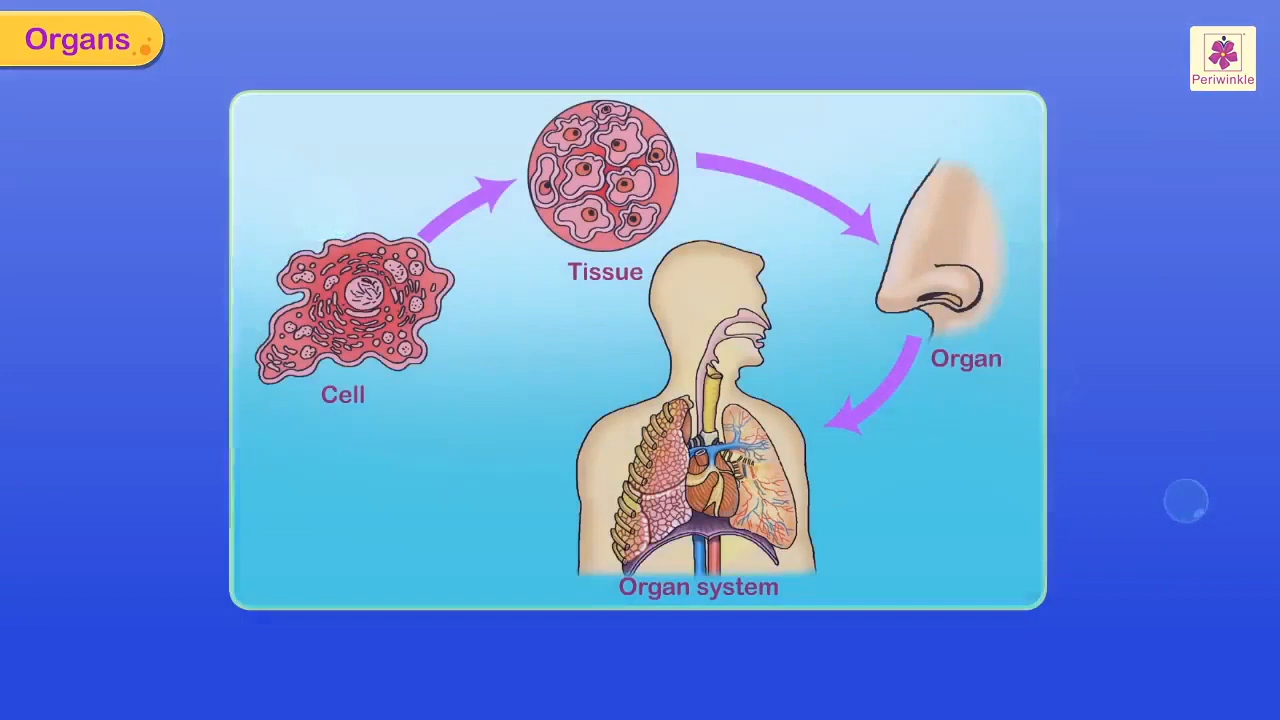 Organs
Periwinkle
Tissue
Cell
Organ
Organ system